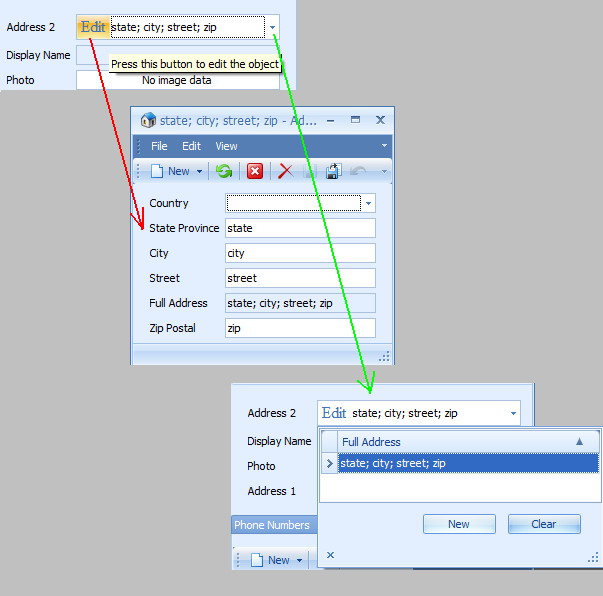 Address 2 Edit state; city; street; zip
Display Name
Press this button to edit the object
Photo No image data
state; city; street; zip - Ad...
File Edit View
New
Country
State Province state
City city
Street street
Full Address state; city; street; zip
Zip Postal zip
Address 2 Edit state; city; street; zip
Display Name
Full Address
Photo
state; city; street; zip
Address 1
Phone Numbers
New Clear
New